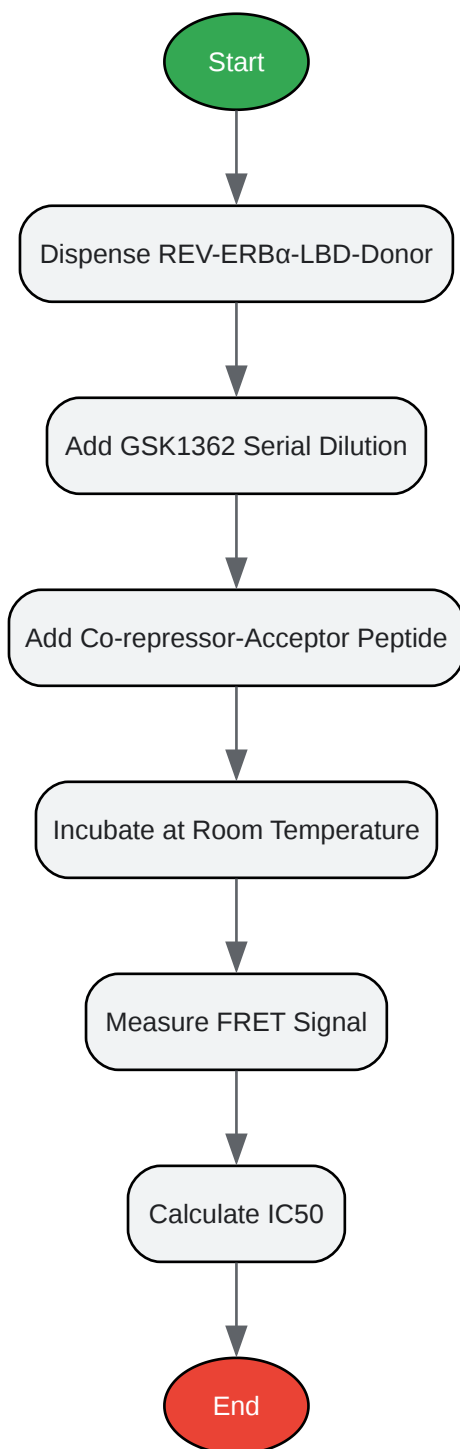 Start
Dispense REV-ERBα-LBD-Donor
Add GSK1362 Serial Dilution
Add Co-repressor-Acceptor Peptide
Incubate at Room Temperature
Measure FRET Signal
Calculate IC50
End